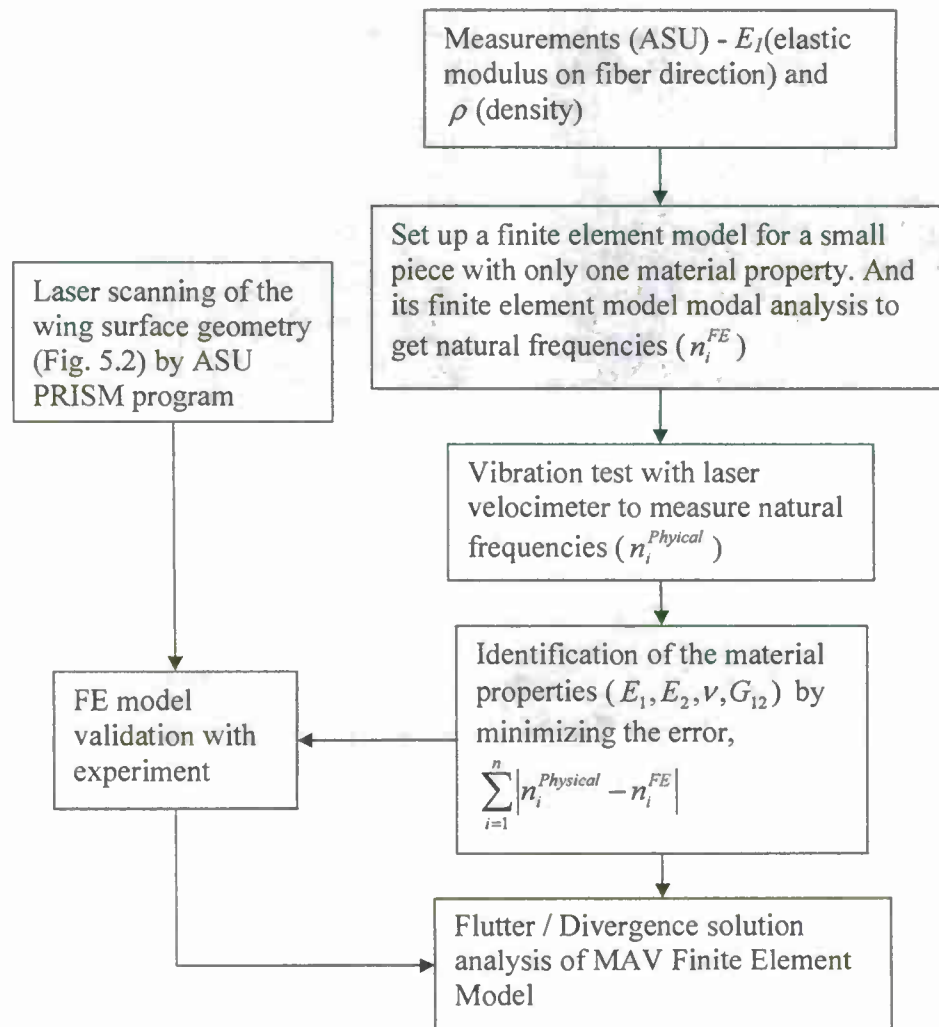 Measurements (ASU) - E₁(elastic
modulus on fiber direction) and
ρ (density)
Set up a finite element model for a small
piece with only one material property. And
its finite element model modal analysis to
get natural frequencies ( n_i^{FE} )
Laser scanning of the
wing surface geometry
(Fig. 5.2) by ASU
PRISM program
Vibration test with laser
velocimeter to measure natural
frequencies ( n_i^{Phyical} )
Identification of the material
properties ( E₁, E₂, ν, G₁₂ ) by
minimizing the error,
\sum_{i=1}^{n} |n_i^{Physical} − n_i^{FE}|
FE model
validation with
experiment
Flutter / Divergence solution
analysis of MAV Finite Element
Model